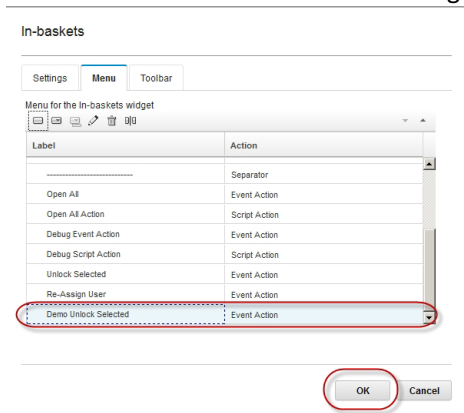 In-baskets
Settings Menu Toolbar
Menu for the In-baskets widget
Label Action
---------------------------- Separator
Open All Event Action
Open All Action Script Action
Debug Event Action Event Action
Debug Script Action Script Action
Unlock Selected Event Action
Re-Assign User Event Action
Demo Unlock Selected Event Action
OK Cancel